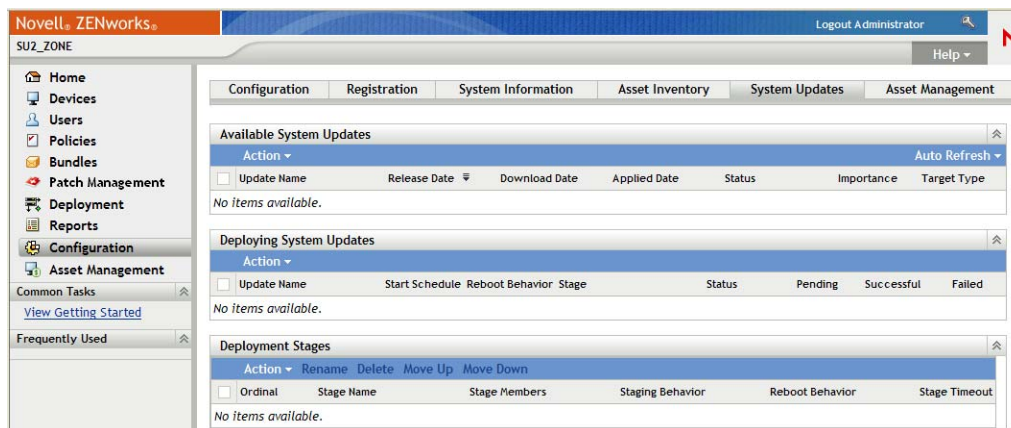 Novell® ZENworks®
Logout Administrator
SU2_ZONE
Help
Home
Devices
Users
Policies
Bundles
Patch Management
Deployment
Reports
Configuration
Asset Management
Common Tasks
View Getting Started
Frequently Used
Configuration Registration System Information Asset Inventory System Updates Asset Management
Available System Updates
Action Auto Refresh
Update Name Release Date Download Date Applied Date Status Importance Target Type
No items available.
Deploying System Updates
Action
Update Name Start Schedule Reboot Behavior Stage Status Pending Successful Failed
No items available.
Deployment Stages
Action Rename Delete Move Up Move Down
Ordinal Stage Name Stage Members Staging Behavior Reboot Behavior Stage Timeout
No items available.